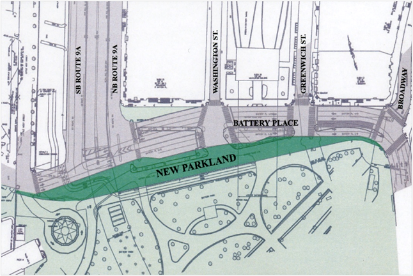 SB ROUTE 9A
NB ROUTE 9A
WASHINGTON ST.
GREENWICH ST.
BROADWAY
BATTERY PLACE
NEW PARKLAND